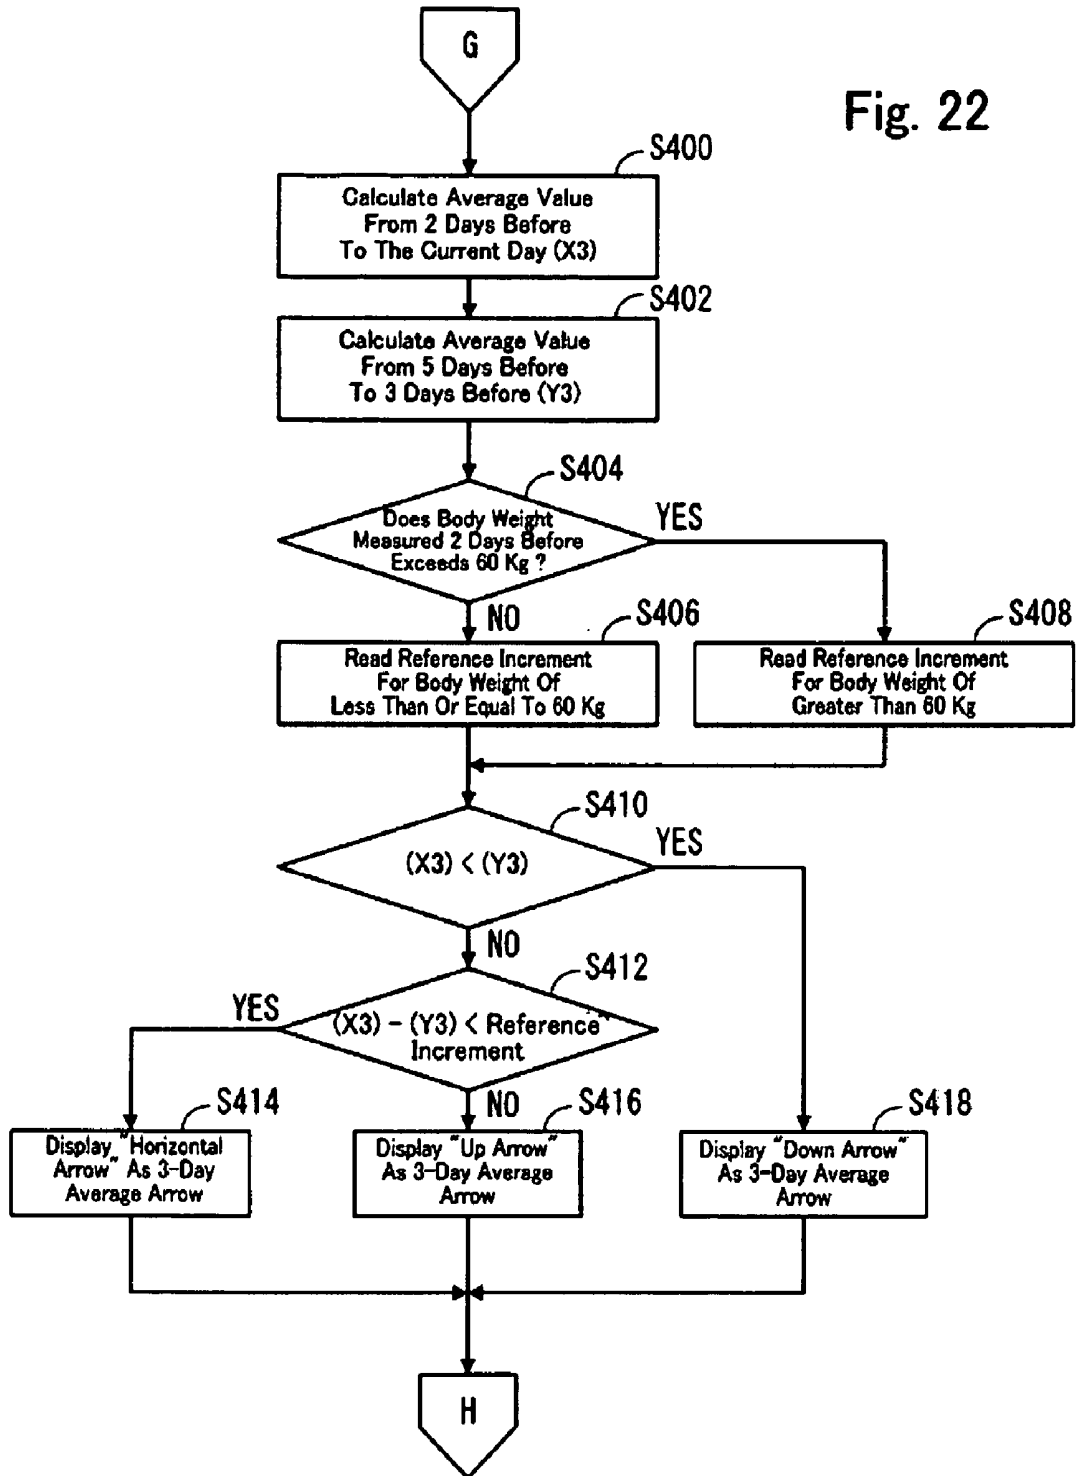 G
Fig. 22
S400
Calculate Average Value
From 2 Days Before
To The Current Day (X3)
S402
Calculate Average Value
From 5 Days Before
To 3 Days Before (Y3)
S404
Does Body Weight
Measured 2 Days Before
Exceeds 60 Kg ?
YES
NO
S406
Read Reference Increment
For Body Weight Of
Less Than Or Equal To 60 Kg
S408
Read Reference Increment
For Body Weight Of
Greater Than 60 Kg
S410
(X3) < (Y3)
YES
NO
S412
(X3) - (Y3) < Reference
Increment
YES
NO
S414
Display "Horizontal
Arrow" As 3-Day
Average Arrow
S416
Display "Up Arrow"
As 3-Day Average
Arrow
S418
Display "Down Arrow"
As 3-Day Average
Arrow
H